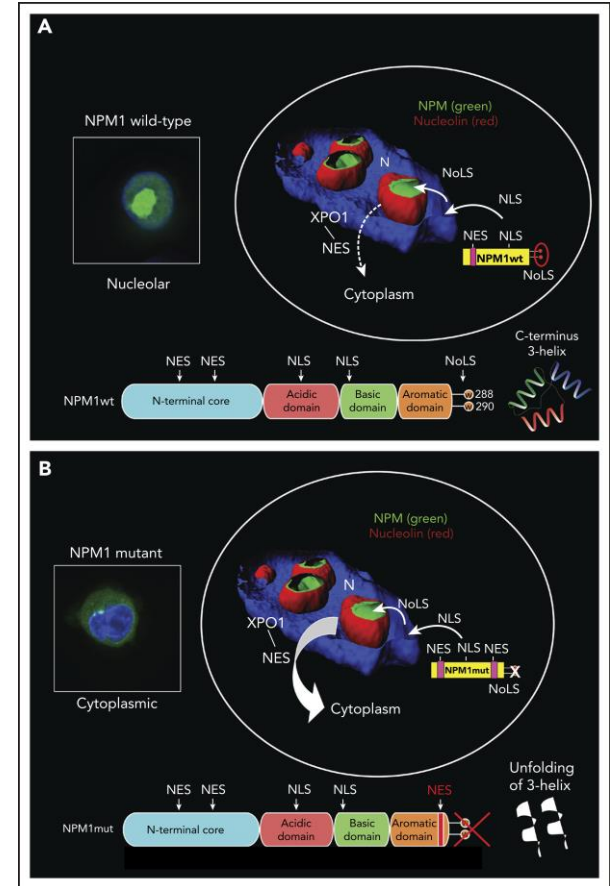 A
NPM1 wild-type
Nucleolar
NPM (green)
Nucleolin (red)
N
NoLS
NLS
XPO1
NES
Cytoplasm
NES NLS
NPM1wt
NoLS
C-terminus
3-helix
NES NES NLS NLS NoLS
NPM1wt
N-terminal core
Acidic
domain
Basic
domain
Aromatic
domain
W 288
W 290
B
NPM1 mutant
Cytoplasmic
NPM (green)
Nucleolin (red)
N
NoLS
NLS
XPO1
NES
Cytoplasm
NES NLS NES
NPM1mut
X
NoLS
Unfolding
of 3-helix
NES NES NLS NLS NES
NPM1mut
N-terminal core
Acidic
domain
Basic
domain
Aromatic
domain